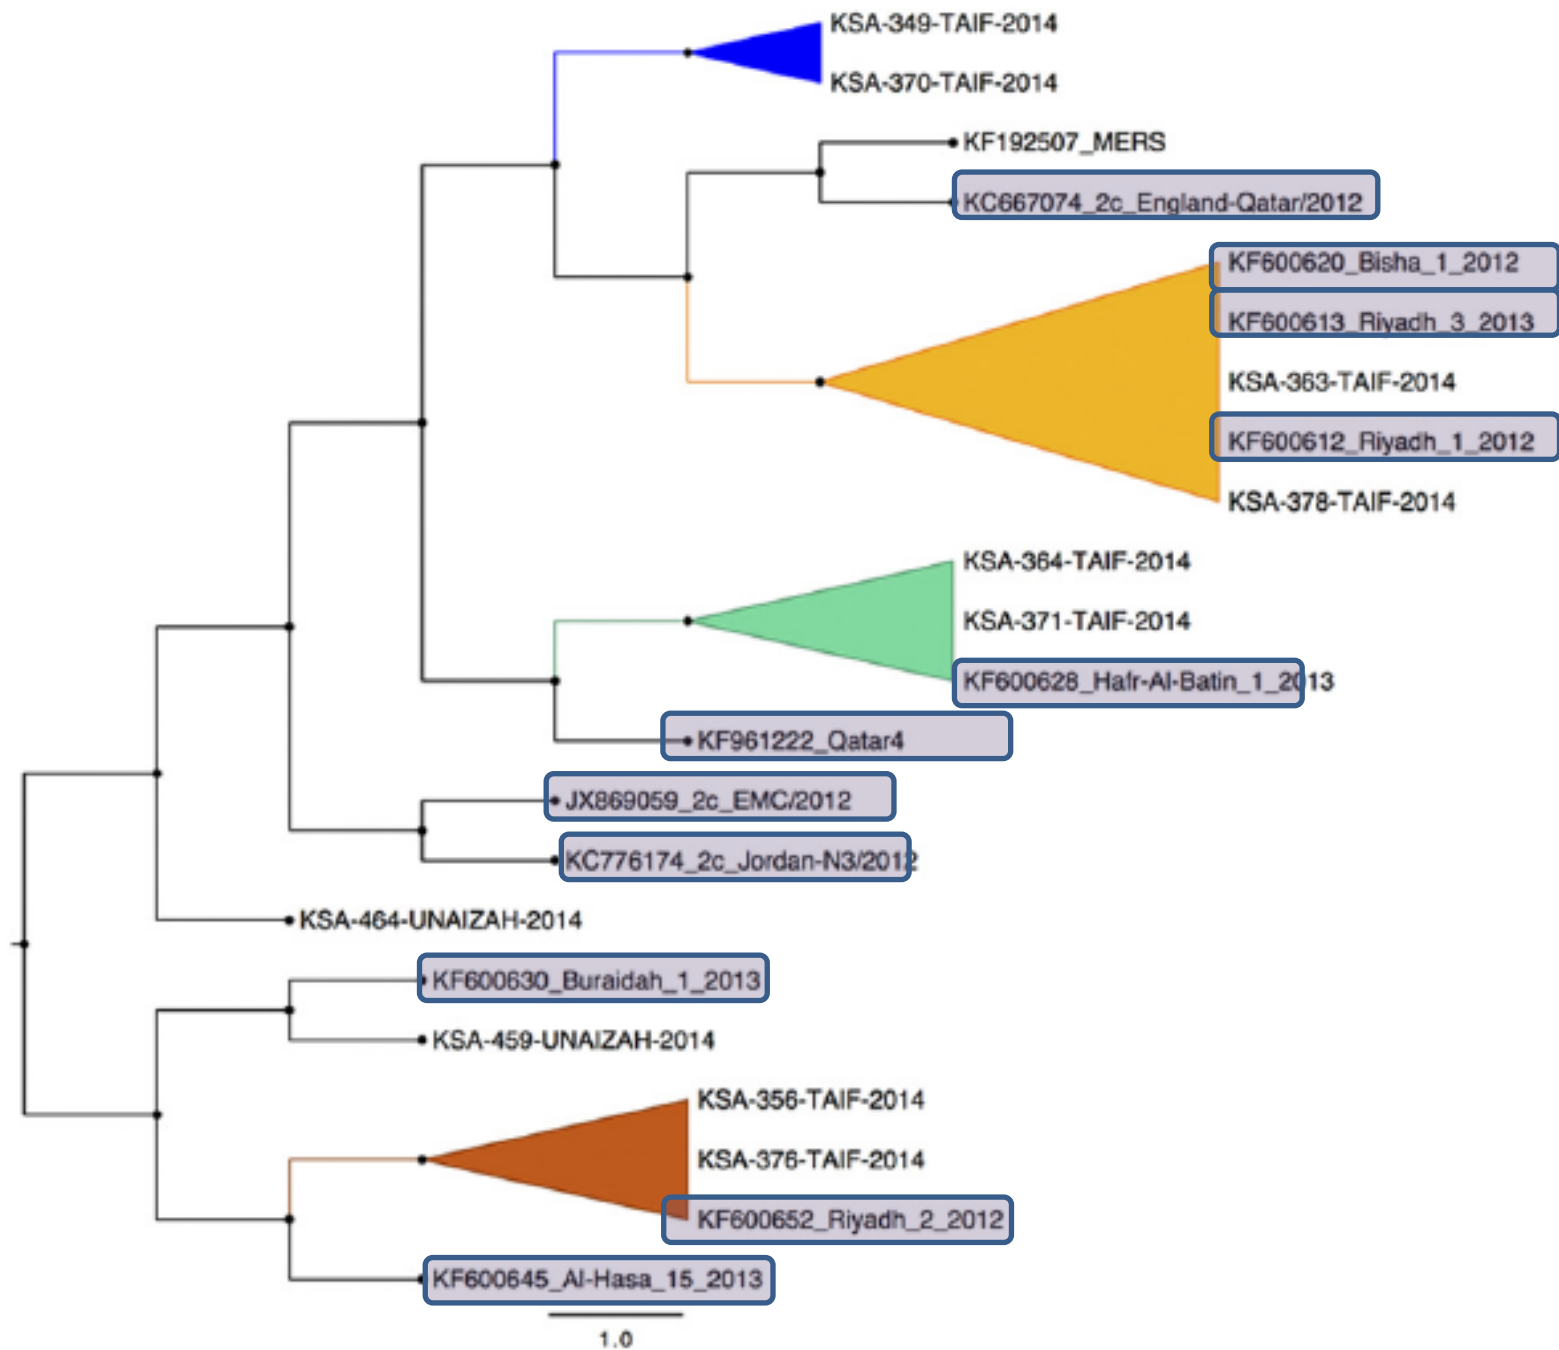 KSA-349-TAIF-2014
KSA-370-TAIF-2014
KF192507_MERS
KC667074_2c_England-Qatar/2012
KF600620_Bisha_1_2012
KF600613_Riyadh_3_2013
KSA-363-TAIF-2014
KF600612_Riyadh_1_2012
KSA-378-TAIF-2014
KSA-364-TAIF-2014
KSA-371-TAIF-2014
KF600628_Hafr-Al-Batin_1_2013
KF961222_Qatar4
JX869059_2c_EMC/2012
KC776174_2c_Jordan-N3/2012
KSA-464-UNAIZAH-2014
KF600630_Buraidah_1_2013
KSA-459-UNAIZAH-2014
KSA-356-TAIF-2014
KSA-376-TAIF-2014
KF600652_Riyadh_2_2012
KF600645_Al-Hasa_15_2013
1.0